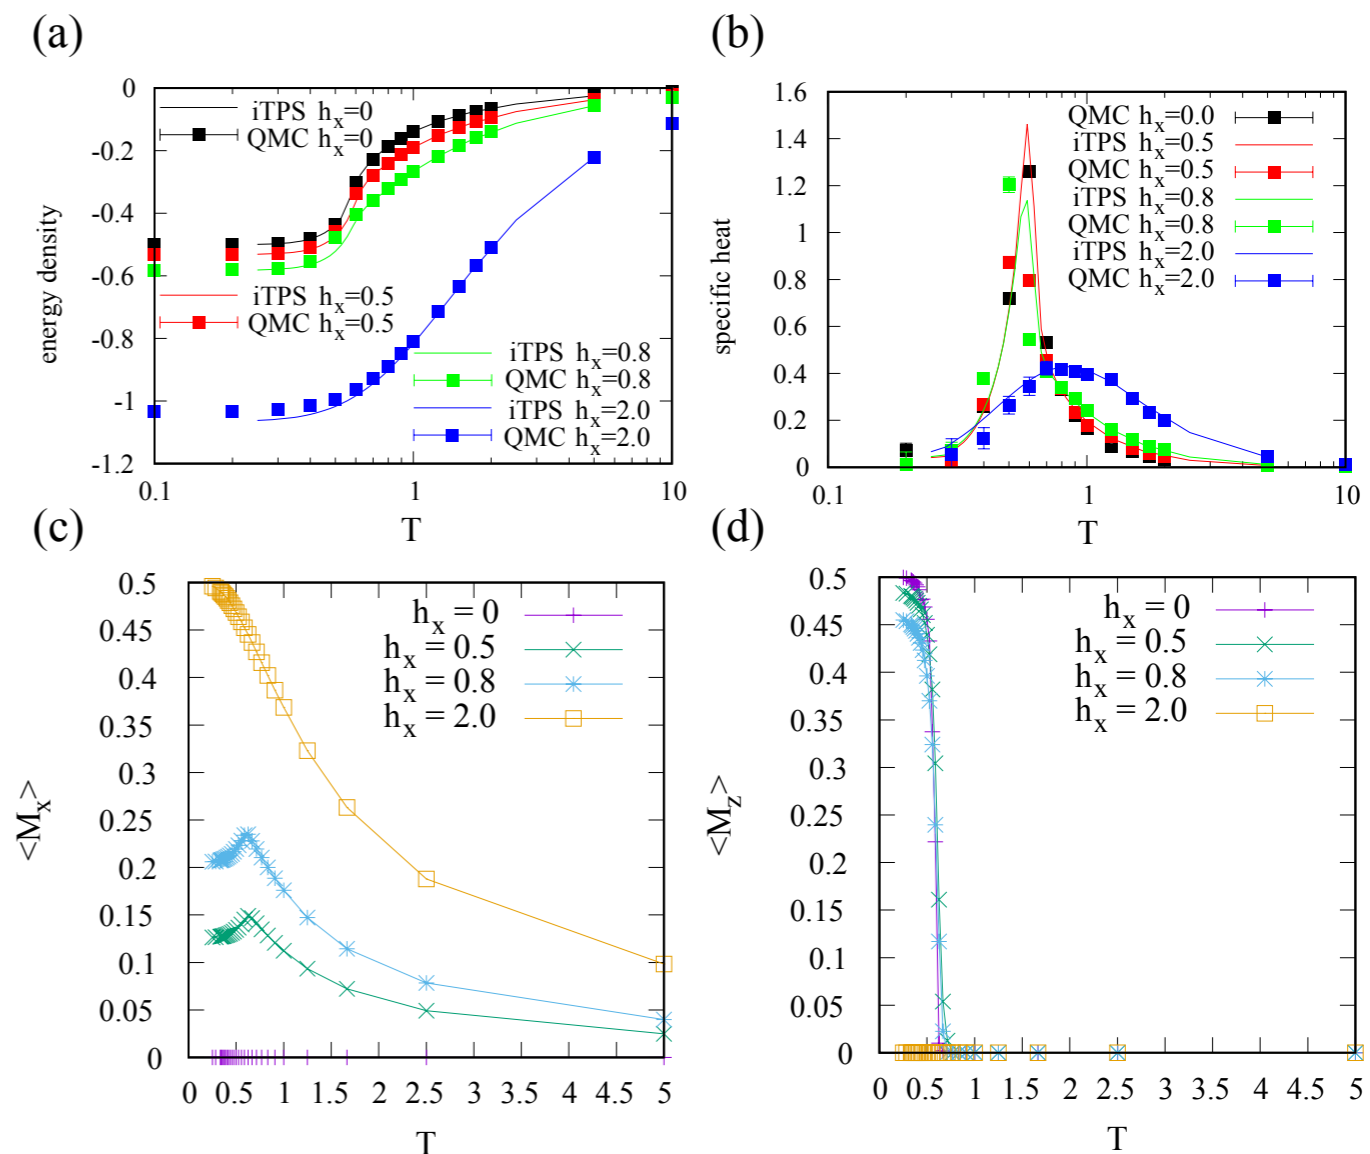 (a)
energy density
0
-0.2
-0.4
-0.6
-0.8
-1
-1.2
iTPS h_x=0
QMC h_x=0
iTPS h_x=0.5
QMC h_x=0.5
iTPS h_x=0.8
QMC h_x=0.8
iTPS h_x=2.0
QMC h_x=2.0
0.1 1 10
T
(b)
specific heat
1.6
1.4
1.2
1
0.8
0.6
0.4
0.2
0
QMC h_x=0.0
iTPS h_x=0.5
QMC h_x=0.5
iTPS h_x=0.8
QMC h_x=0.8
iTPS h_x=2.0
QMC h_x=2.0
0.1 1 10
T
(c)
<M_x>
0.5
0.45
0.4
0.35
0.3
0.25
0.2
0.15
0.1
0.05
0
h_x = 0
h_x = 0.5
h_x = 0.8
h_x = 2.0
0 0.5 1 1.5 2 2.5 3 3.5 4 4.5 5
T
(d)
<M_z>
0.5
0.45
0.4
0.35
0.3
0.25
0.2
0.15
0.1
0.05
0
h_x = 0
h_x = 0.5
h_x = 0.8
h_x = 2.0
0 0.5 1 1.5 2 2.5 3 3.5 4 4.5 5
T